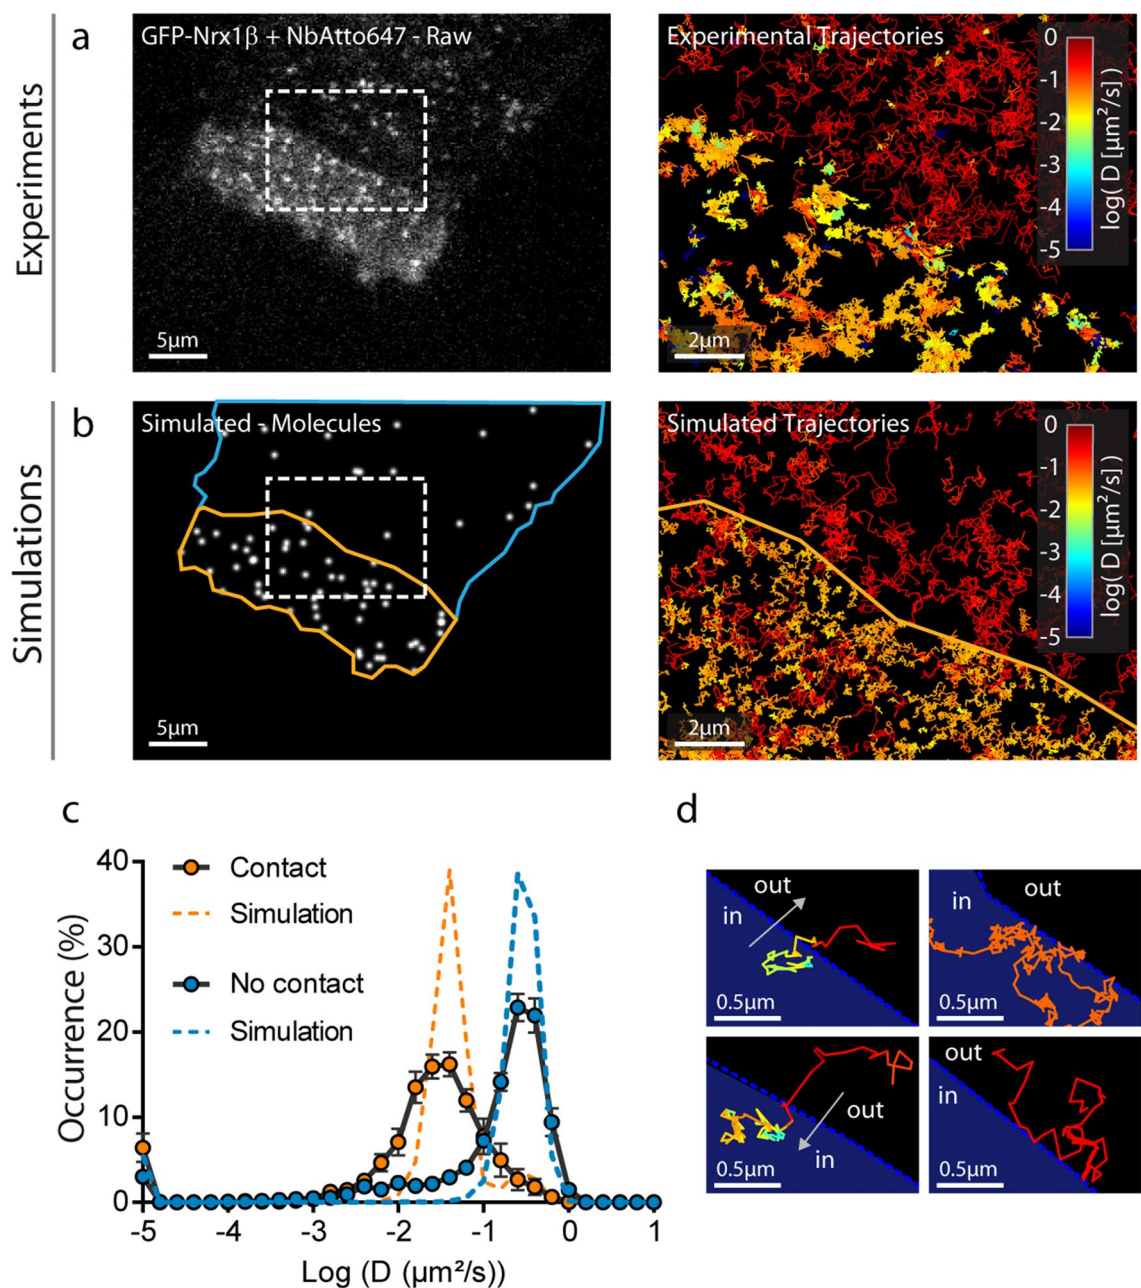 Experiments
a
GFP-Nrx1β + NbAtto647 - Raw
5µm
Experimental Trajectories
0
-1
-2
-3
-4
-5
log( D [µm²/s] )
2µm
Simulations
b
Simulated - Molecules
5µm
Simulated Trajectories
0
-1
-2
-3
-4
-5
log( D [µm²/s] )
2µm
c
Occurrence (%)
40
30
20
10
0
Contact
Simulation
No contact
Simulation
-5
-4
-3
-2
-1
0
1
Log (D (µm²/s))
d
out
in
0.5µm
out
in
0.5µm
out
in
0.5µm
out
in
0.5µm